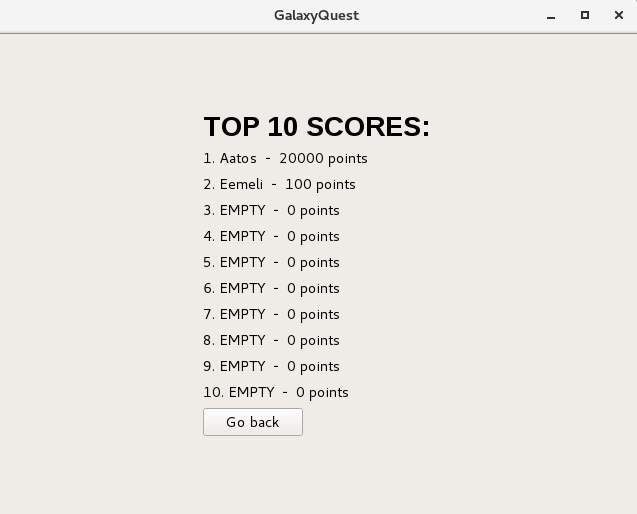 GalaxyQuest
TOP 10 SCORES:
1. Aatos - 20000 points
2. Eemeli - 100 points
3. EMPTY - 0 points
4. EMPTY - 0 points
5. EMPTY - 0 points
6. EMPTY - 0 points
7. EMPTY - 0 points
8. EMPTY - 0 points
9. EMPTY - 0 points
10. EMPTY - 0 points
Go back